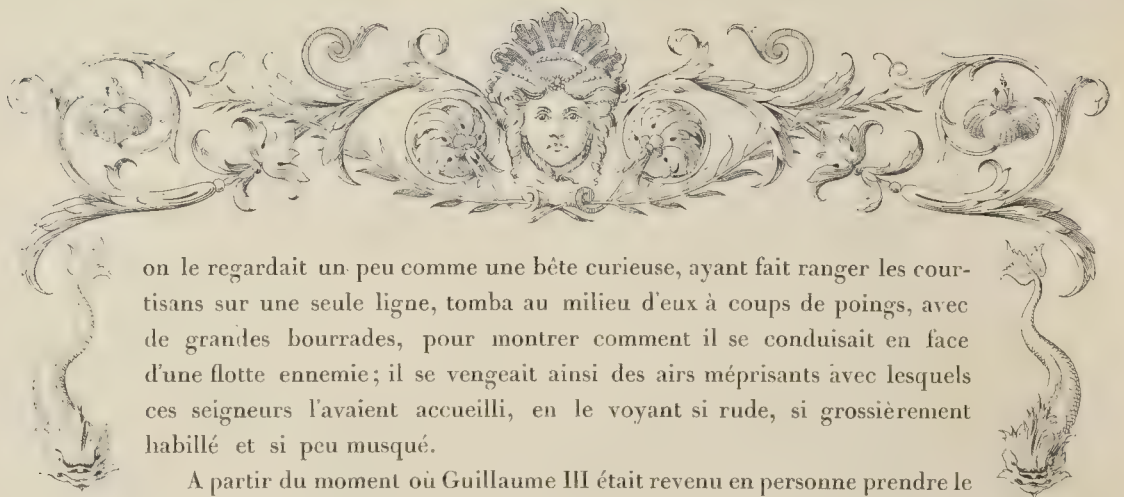 on le regardait un peu comme une bête curieuse, ayant fait ranger les cour-
tisans sur une seule ligne, tomba au milieu d'eux à coups de poings, avec
de grandes bourrades, pour montrer comment il se conduisait en face
d'une flotte ennemie; il se vengeait ainsi des airs méprisants avec lesquels
ces seigneurs l'avaient accueilli, en le voyant si rude, si grossièrement
habillé et si peu musqué.
A partir du moment où Guillaume III était revenu en personne prendre le